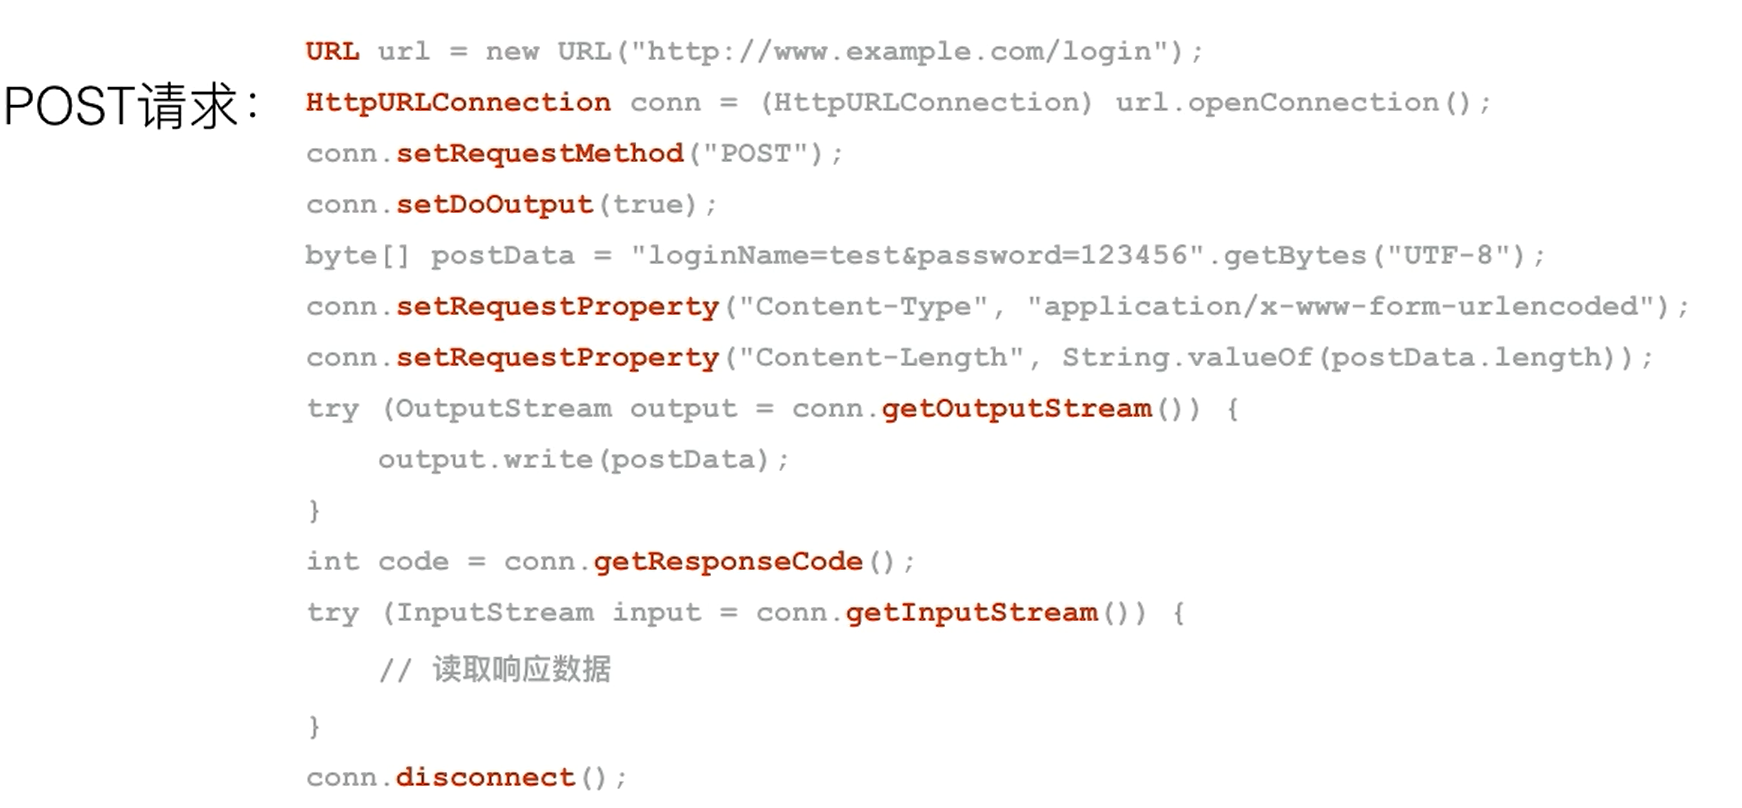 POST请求：
URL url = new URL("http://www.example.com/login");
HttpURLConnection conn = (HttpURLConnection) url.openConnection();
conn.setRequestMethod("POST");
conn.setDoOutput(true);
byte[] postData = "loginName=test&password=123456".getBytes("UTF-8");
conn.setRequestProperty("Content-Type", "application/x-www-form-urlencoded");
conn.setRequestProperty("Content-Length", String.valueOf(postData.length));
try (OutputStream output = conn.getOutputStream()) {
    output.write(postData);
}
int code = conn.getResponseCode();
try (InputStream input = conn.getInputStream()) {
    // 读取响应数据
}
conn.disconnect();